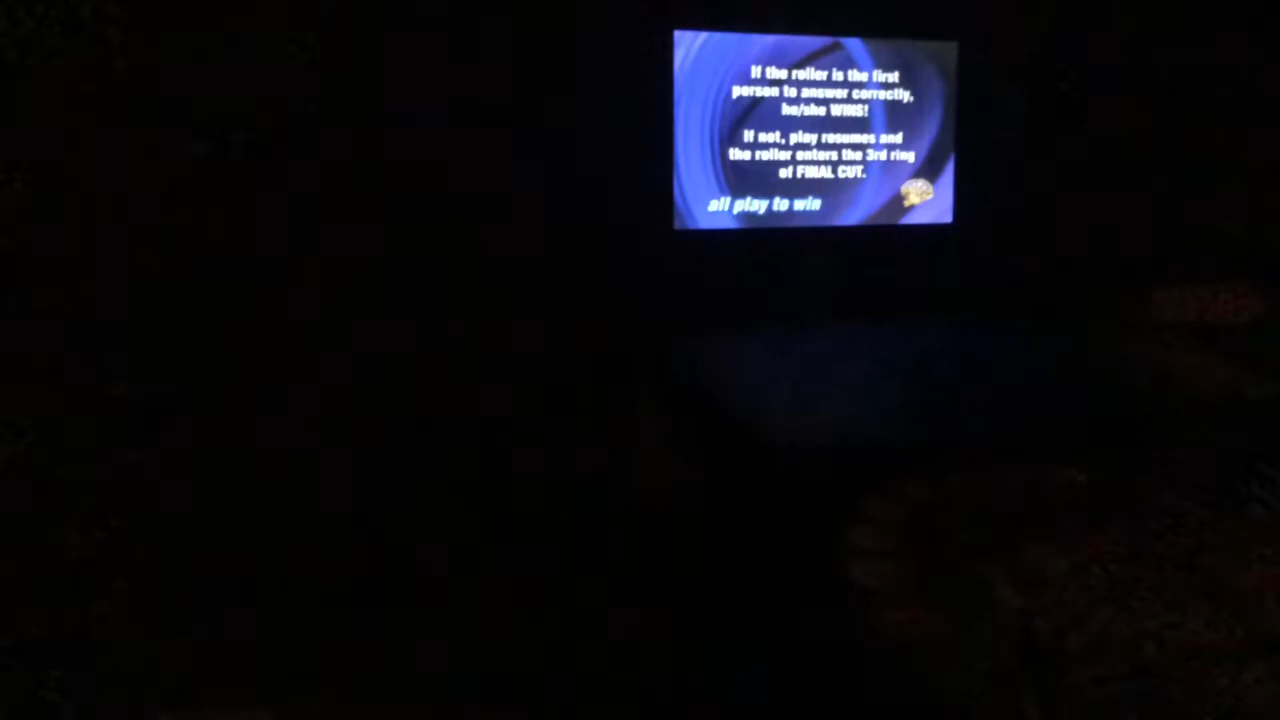 If the roller is the first
person to answer correctly,
he/she WINS!
If not, play resumes and
the roller enters the 3rd ring
of FINAL CUT.
all play to win